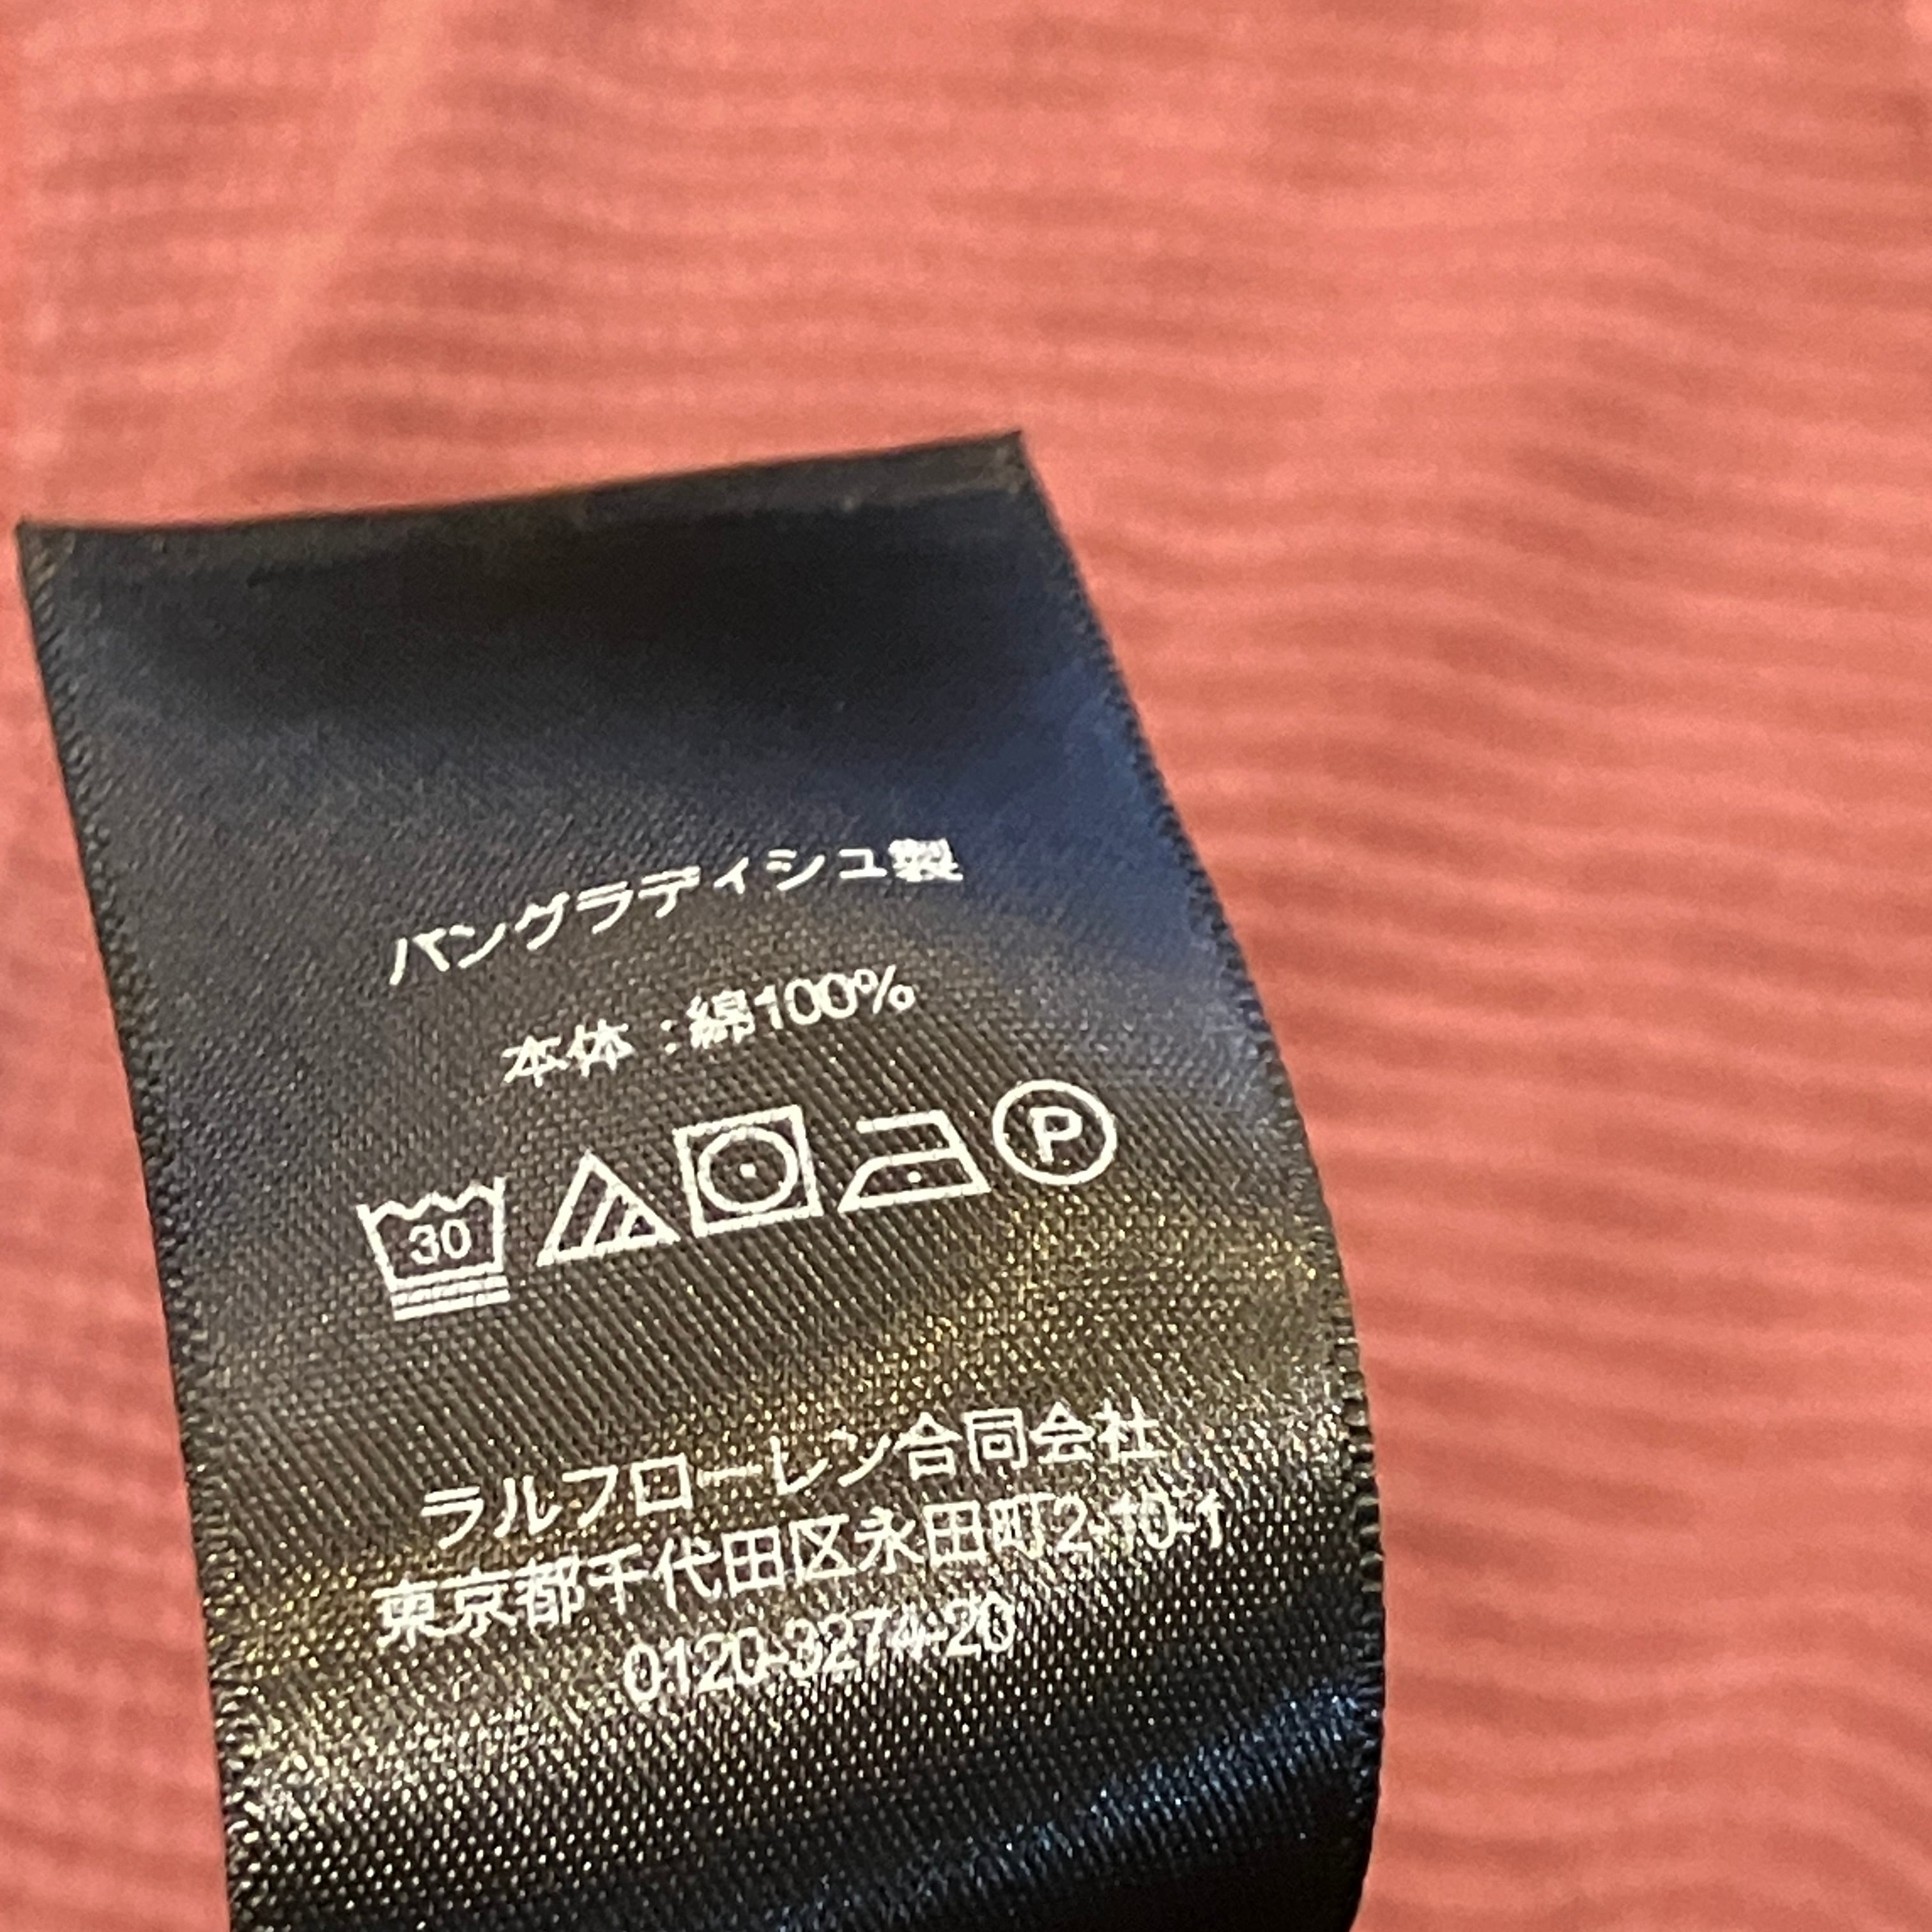 バングラディシュ製
本体 : 綿100%
30
P
ラルフローレン合同会社
東京都千代田区永田町2-10-1
0120-3274-20